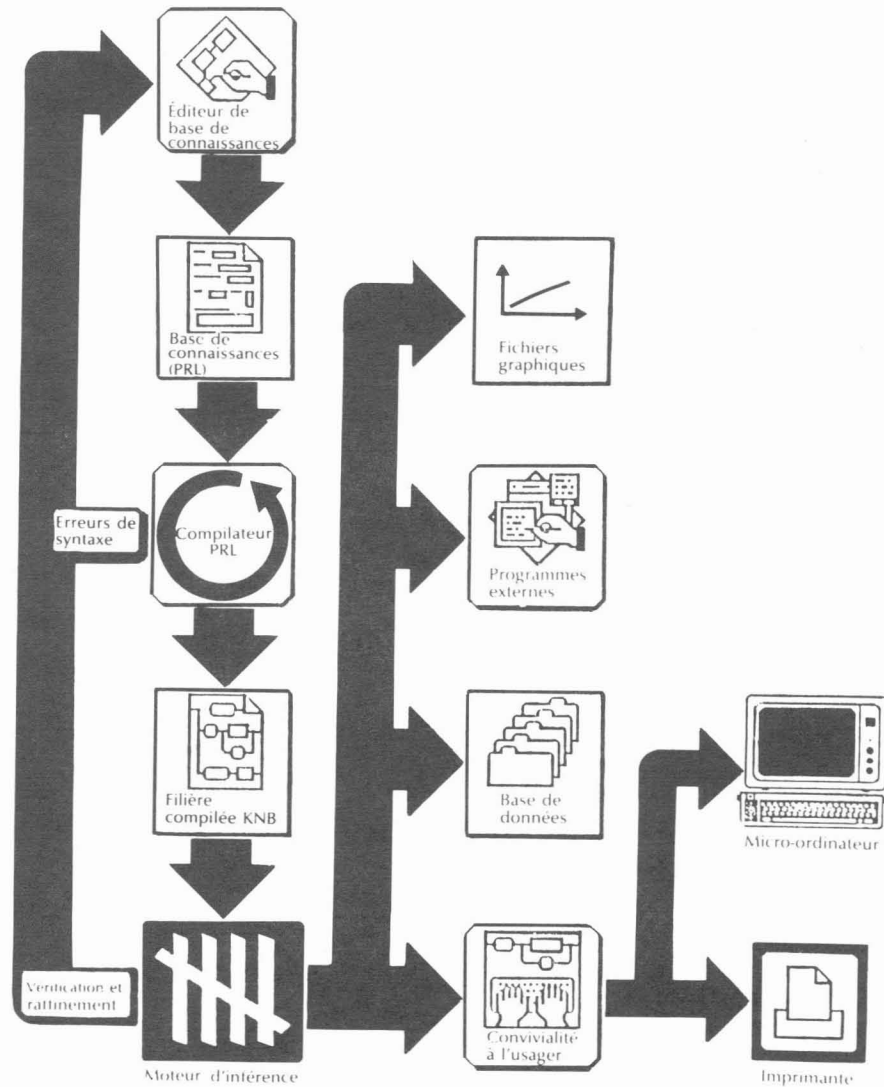 Éditeur de
base de
connaissances
Base de
connaissances
(PRL)
Fichiers
graphiques
Erreurs de
syntaxe
Compilateur
PRL
Programmes
externes
Filière
compilée KNB
Base de
données
Micro-ordinateur
Vérification et
raffinement
Moteur d'intérence
Convivialité
à l'usager
Imprimante